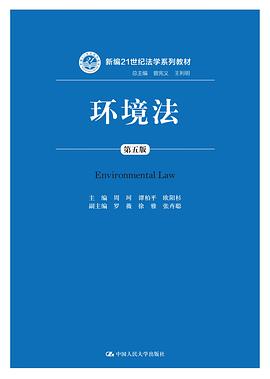 新编21世纪法学系列教材
总主编 曾宪义 王利明
环境法
第五版
Environmental Law
主编 周珂 谭柏平 欧阳杉
副主编 罗薇 徐雅 张卉聪
中国人民大学出版社